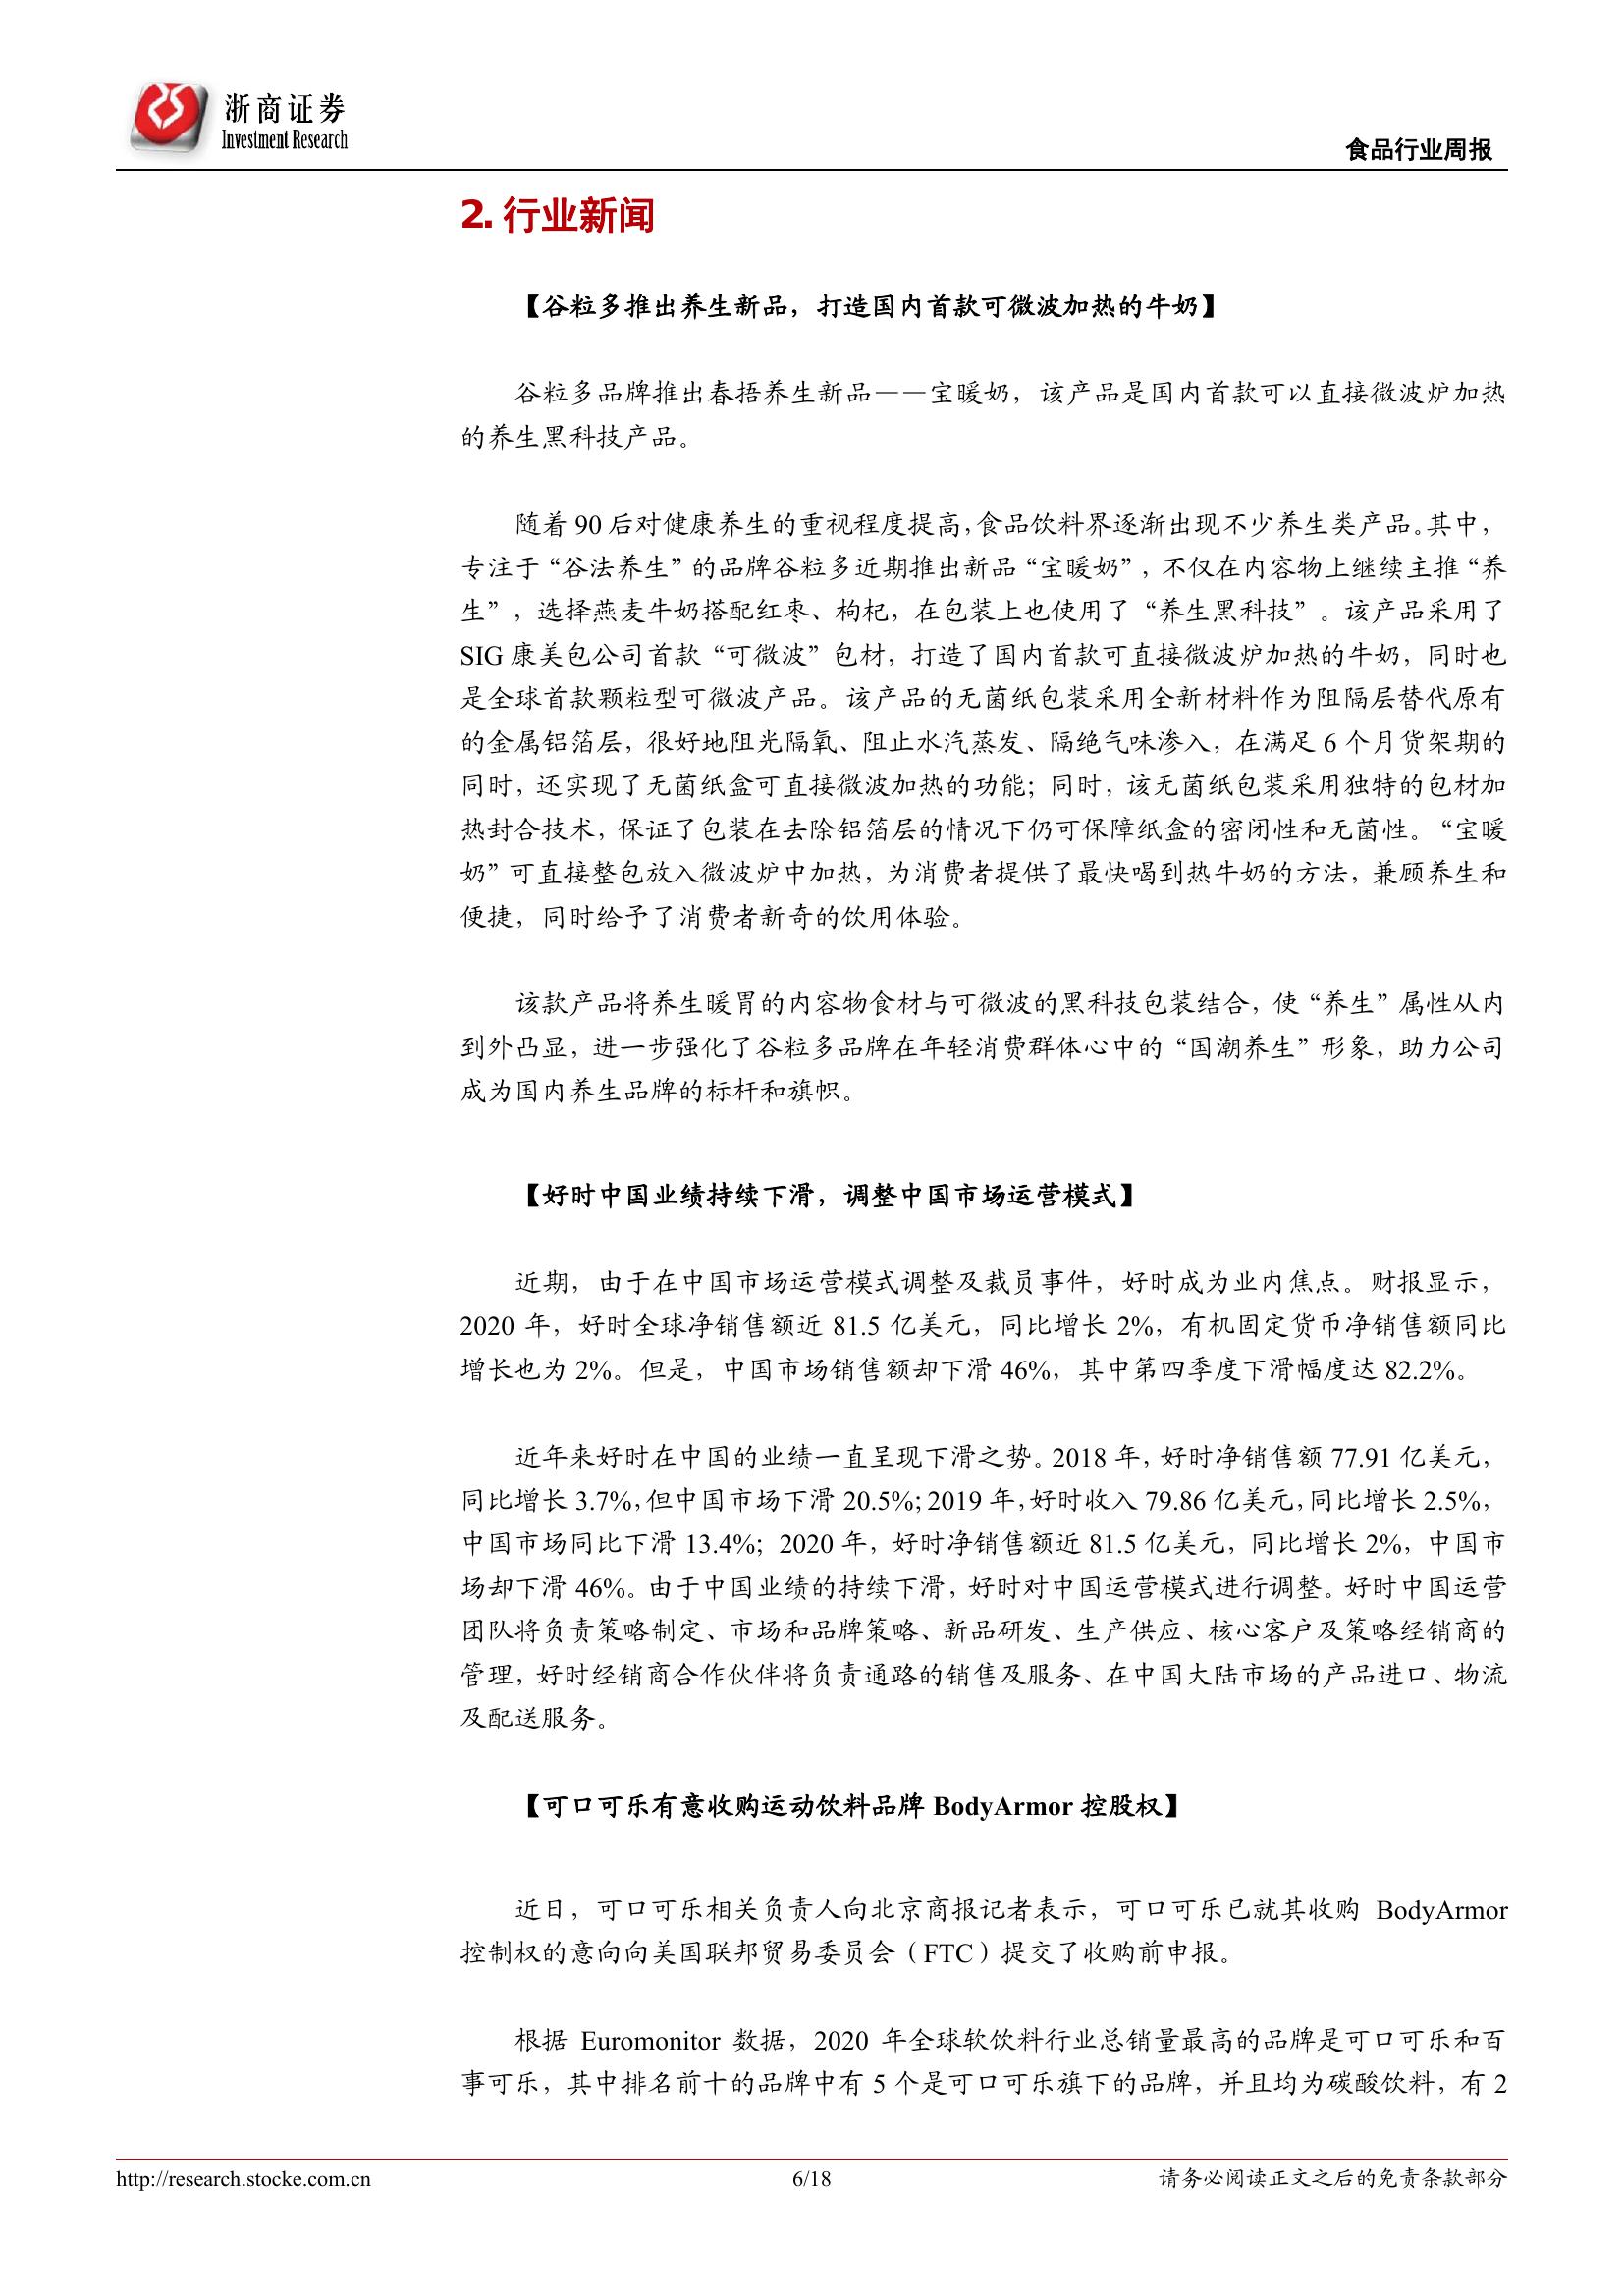 浙商证券
Investment Research
食品行业周报
2. 行业新闻
【谷粒多推出养生新品，打造国内首款可微波加热的牛奶】
谷粒多品牌推出春捂养生新品——宝暖奶，该产品是国内首款可以直接微波炉加热
的养生黑科技产品。
随着 90 后对健康养生的重视程度提高，食品饮料界逐渐出现不少养生类产品。其中，
专注于“谷法养生”的品牌谷粒多近期推出新品“宝暖奶”，不仅在内容物上继续主推“养
生”，选择燕麦牛奶搭配红枣、枸杞，在包装上也使用了“养生黑科技”。该产品采用了
SIG 康美包公司首款“可微波”包材，打造了国内首款可直接微波炉加热的牛奶，同时也
是全球首款颗粒型可微波产品。该产品的无菌纸包装采用全新材料作为阻隔层替代原有
的金属铝箔层，很好地阻光隔氧、阻止水汽蒸发、隔绝气味渗入，在满足 6 个月货架期的
同时，还实现了无菌纸盒可直接微波加热的功能；同时，该无菌纸包装采用独特的包材加
热封合技术，保证了包装在去除铝箔层的情况下仍可保障纸盒的密闭性和无菌性。“宝暖
奶”可直接整包放入微波炉中加热，为消费者提供了最快喝到热牛奶的方法，兼顾养生和
便捷，同时给予了消费者新奇的饮用体验。
该款产品将养生暖胃的内容物食材与可微波的黑科技包装结合，使“养生”属性从内
到外凸显，进一步强化了谷粒多品牌在年轻消费群体心中的“国潮养生”形象，助力公司
成为国内养生品牌的标杆和旗帜。
【好时中国业绩持续下滑，调整中国市场运营模式】
近期，由于在中国市场运营模式调整及裁员事件，好时成为业内焦点。财报显示，
2020 年，好时全球净销售额近 81.5 亿美元，同比增长 2%，有机固定货币净销售额同比
增长也为 2%。但是，中国市场销售额却下滑 46%，其中第四季度下滑幅度达 82.2%。
近年来好时在中国的业绩一直呈现下滑之势。2018 年，好时净销售额 77.91 亿美元，
同比增长 3.7%，但中国市场下滑 20.5%；2019 年，好时收入 79.86 亿美元，同比增长 2.5%，
中国市场同比下滑 13.4%；2020 年，好时净销售额近 81.5 亿美元，同比增长 2%，中国市
场却下滑 46%。由于中国业绩的持续下滑，好时对中国运营模式进行调整。好时中国运营
团队将负责策略制定、市场和品牌策略、新品研发、生产供应、核心客户及策略经销商的
管理，好时经销商合作伙伴将负责通路的销售及服务、在中国大陆市场的产品进口、物流
及配送服务。
【可口可乐有意收购运动饮料品牌 BodyArmor 控股权】
近日，可口可乐相关负责人向北京商报记者表示，可口可乐已就其收购 BodyArmor
控制权的意向向美国联邦贸易委员会（FTC）提交了收购前申报。
根据 Euromonitor 数据，2020 年全球软饮料行业总销量最高的品牌是可口可乐和百
事可乐，其中排名前十的品牌中有 5 个是可口可乐旗下的品牌，并且均为碳酸饮料，有 2
http://research.stocke.com.cn
6/18
请务必阅读正文之后的免责条款部分